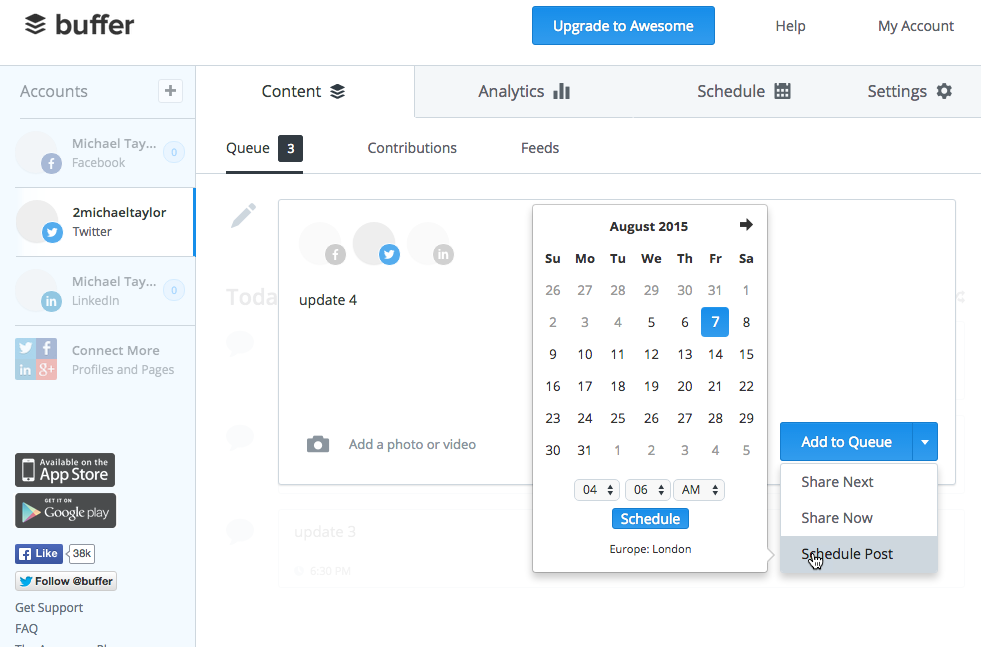 buffer
Upgrade to Awesome
Help
My Account
Accounts
+
Content
Analytics
Schedule
Settings
Michael Tay...
Facebook
0
2michaeltaylor
Twitter
Michael Tay...
LinkedIn
0
Connect More
Profiles and Pages
Available on the
App Store
GET IT ON
Google play
Like
38k
Follow @buffer
Get Support
FAQ
Queue 3
Contributions
Feeds
Toda
update 4
Add a photo or video
update 3
6:30 PM
August 2015
Su Mo Tu We Th Fr Sa
26 27 28 29 30 31 1
2 3 4 5 6 7 8
9 10 11 12 13 14 15
16 17 18 19 20 21 22
23 24 25 26 27 28 29
30 31 1 2 3 4 5
04 06 AM
Schedule
Europe: London
Add to Queue
Share Next
Share Now
Schedule Post